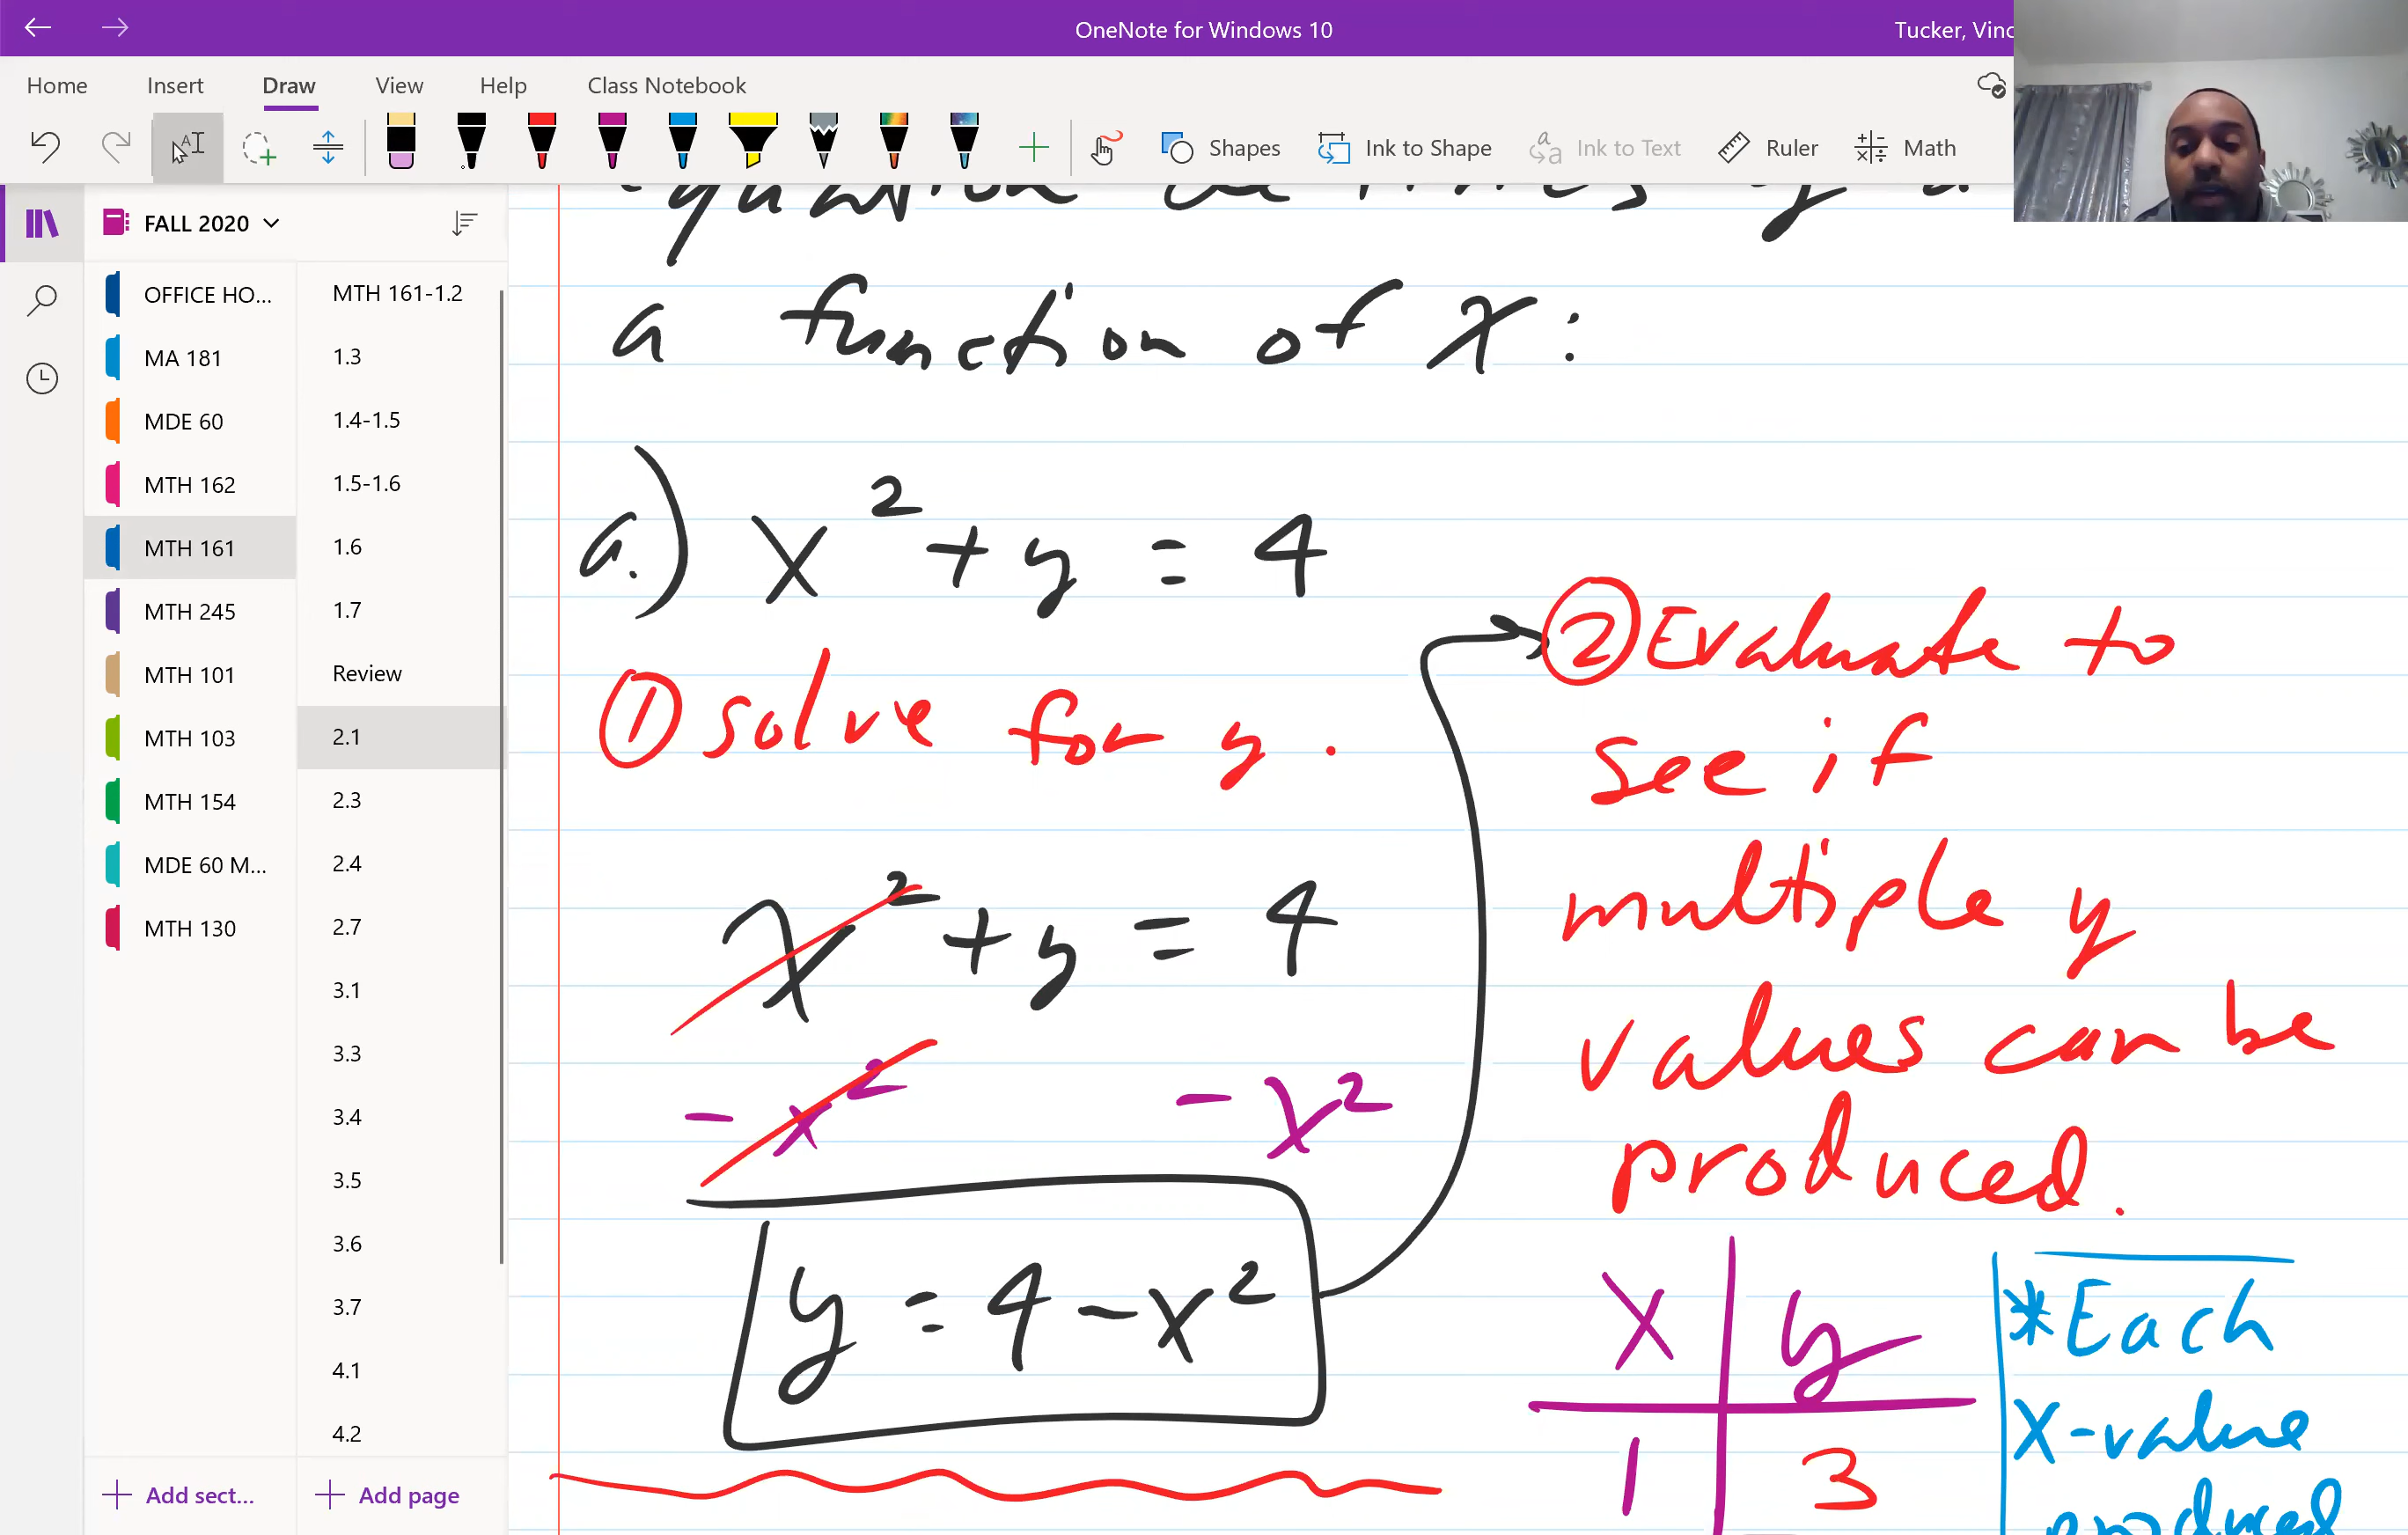 OneNote for Windows 10
Tucker, Vinc
Home Insert Draw View Help Class Notebook
Shapes Ink to Shape Ink to Text Ruler Math
FALL 2020
OFFICE HO...
MA 181
MDE 60
MTH 162
MTH 161
MTH 245
MTH 101
MTH 103
MTH 154
MDE 60 M...
MTH 130
Add sect...
MTH 161-1.2
1.3
1.4-1.5
1.5-1.6
1.6
1.7
Review
2.1
2.3
2.4
2.7
3.1
3.3
3.4
3.5
3.6
3.7
4.1
4.2
Add page
a function of x:
a.) x² + y = 4
① solve for y.
x² + y = 4
- x² - x²
y = 4 - x²
② Evaluate to
see if
multiple y
values can be
produced.
x y
1 3
*Each
x-value
produced